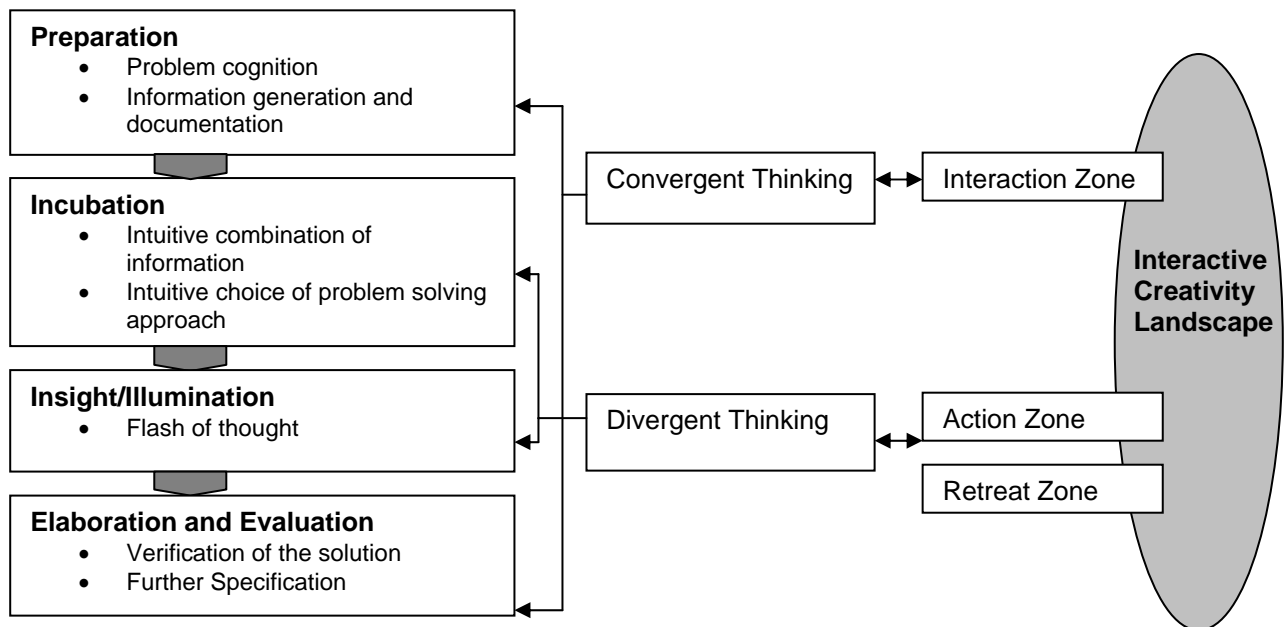 Preparation
• Problem cognition
• Information generation and
documentation
Incubation
• Intuitive combination of
information
• Intuitive choice of problem solving
approach
Insight/Illumination
• Flash of thought
Elaboration and Evaluation
• Verification of the solution
• Further Specification
Convergent Thinking
Divergent Thinking
Interaction Zone
Action Zone
Retreat Zone
Interactive
Creativity
Landscape